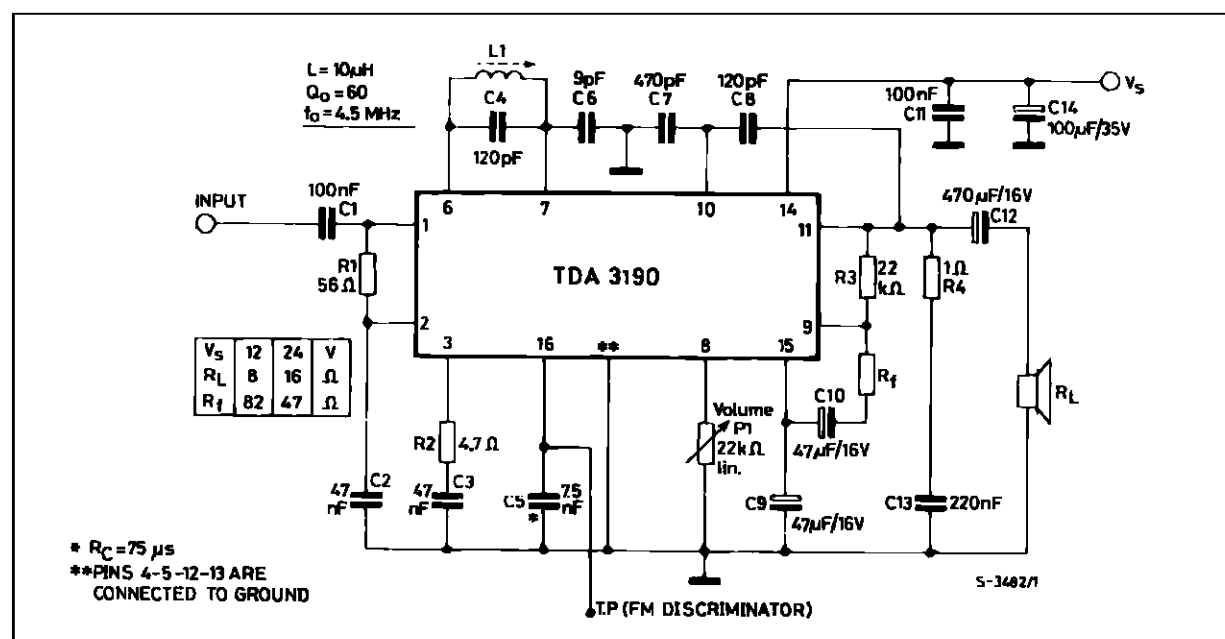 L1
L = 10µH
Qo = 60
fo = 4.5 MHz
C4
120pF
9pF
C6
470pF
C7
120pF
C8
100nF
C11
C14
100µF/35V
Vs
INPUT
100nF
C1
6
7
10
14
1
11
470µF/16V
C12
R1
56Ω
TDA 3190
R3
22
kΩ
1Ω
R4
2
9
3
16
**
8
15
Vs 12 24 V
RL 8 16 Ω
Rf 82 47 Ω
Rf
RL
R2
4.7Ω
Volume
P1
22kΩ
lin.
C10
47µF/16V
47
nF
C2
47
nF
C3
C5
*
7.5
nF
C9
47µF/16V
C13
220nF
* RC = 75 µs
**PINS 4-5-12-13 ARE
CONNECTED TO GROUND
S-3482/1
T.P (FM DISCRIMINATOR)